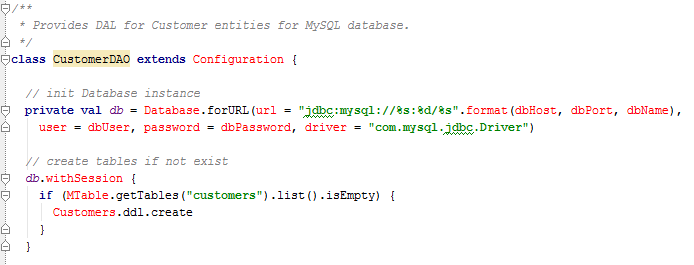 /**
 * Provides DAL for Customer entities for MySQL database.
 */
class CustomerDAO extends Configuration {
  // init Database instance
  private val db = Database.forURL(url = "jdbc:mysql://%s:%d/%s".format(dbHost, dbPort, dbName),
    user = dbUser, password = dbPassword, driver = "com.mysql.jdbc.Driver")
  // create tables if not exist
  db.withSession {
    if (MTable.getTables("customers").list().isEmpty) {
      Customers.ddl.create
    }
  }